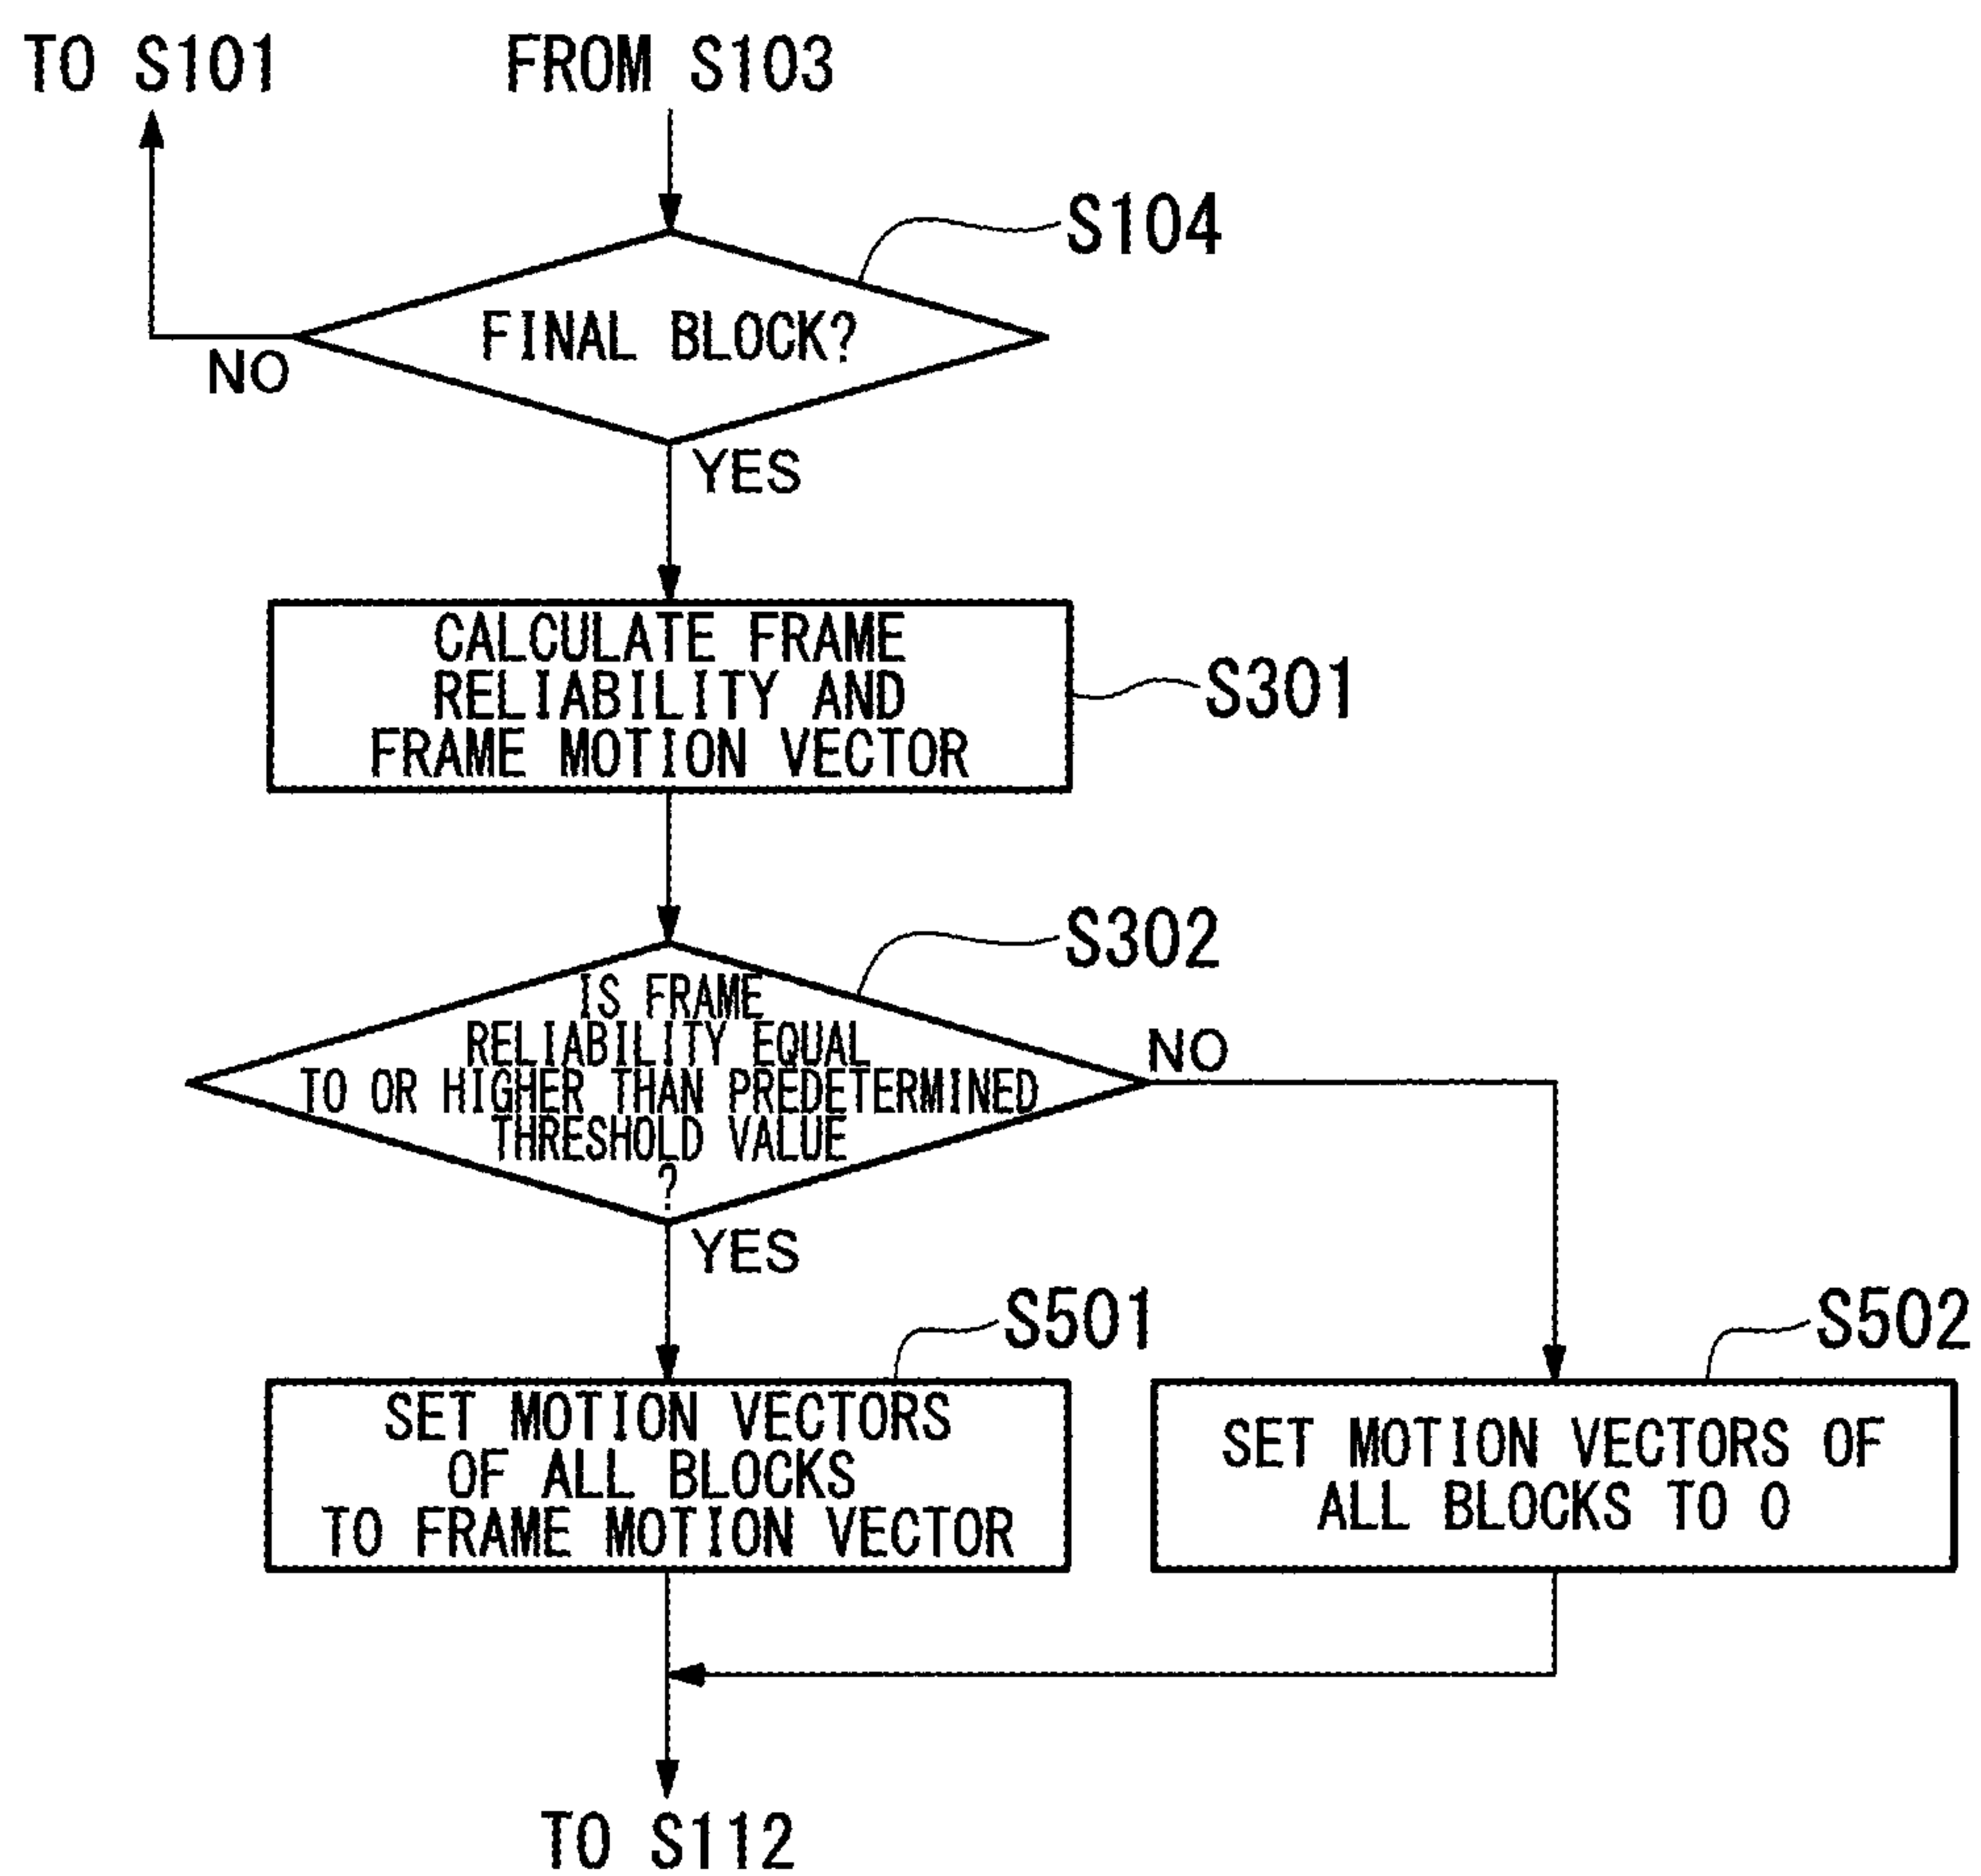 TO S101
FROM S103
S104
FINAL BLOCK?
NO
YES
CALCULATE FRAME
RELIABILITY AND
FRAME MOTION VECTOR
S301
S302
IS FRAME
RELIABILITY EQUAL
TO OR HIGHER THAN PREDETERMINED
THRESHOLD VALUE
?
NO
YES
S501
SET MOTION VECTORS
OF ALL BLOCKS
TO FRAME MOTION VECTOR
S502
SET MOTION VECTORS OF
ALL BLOCKS TO 0
TO S112